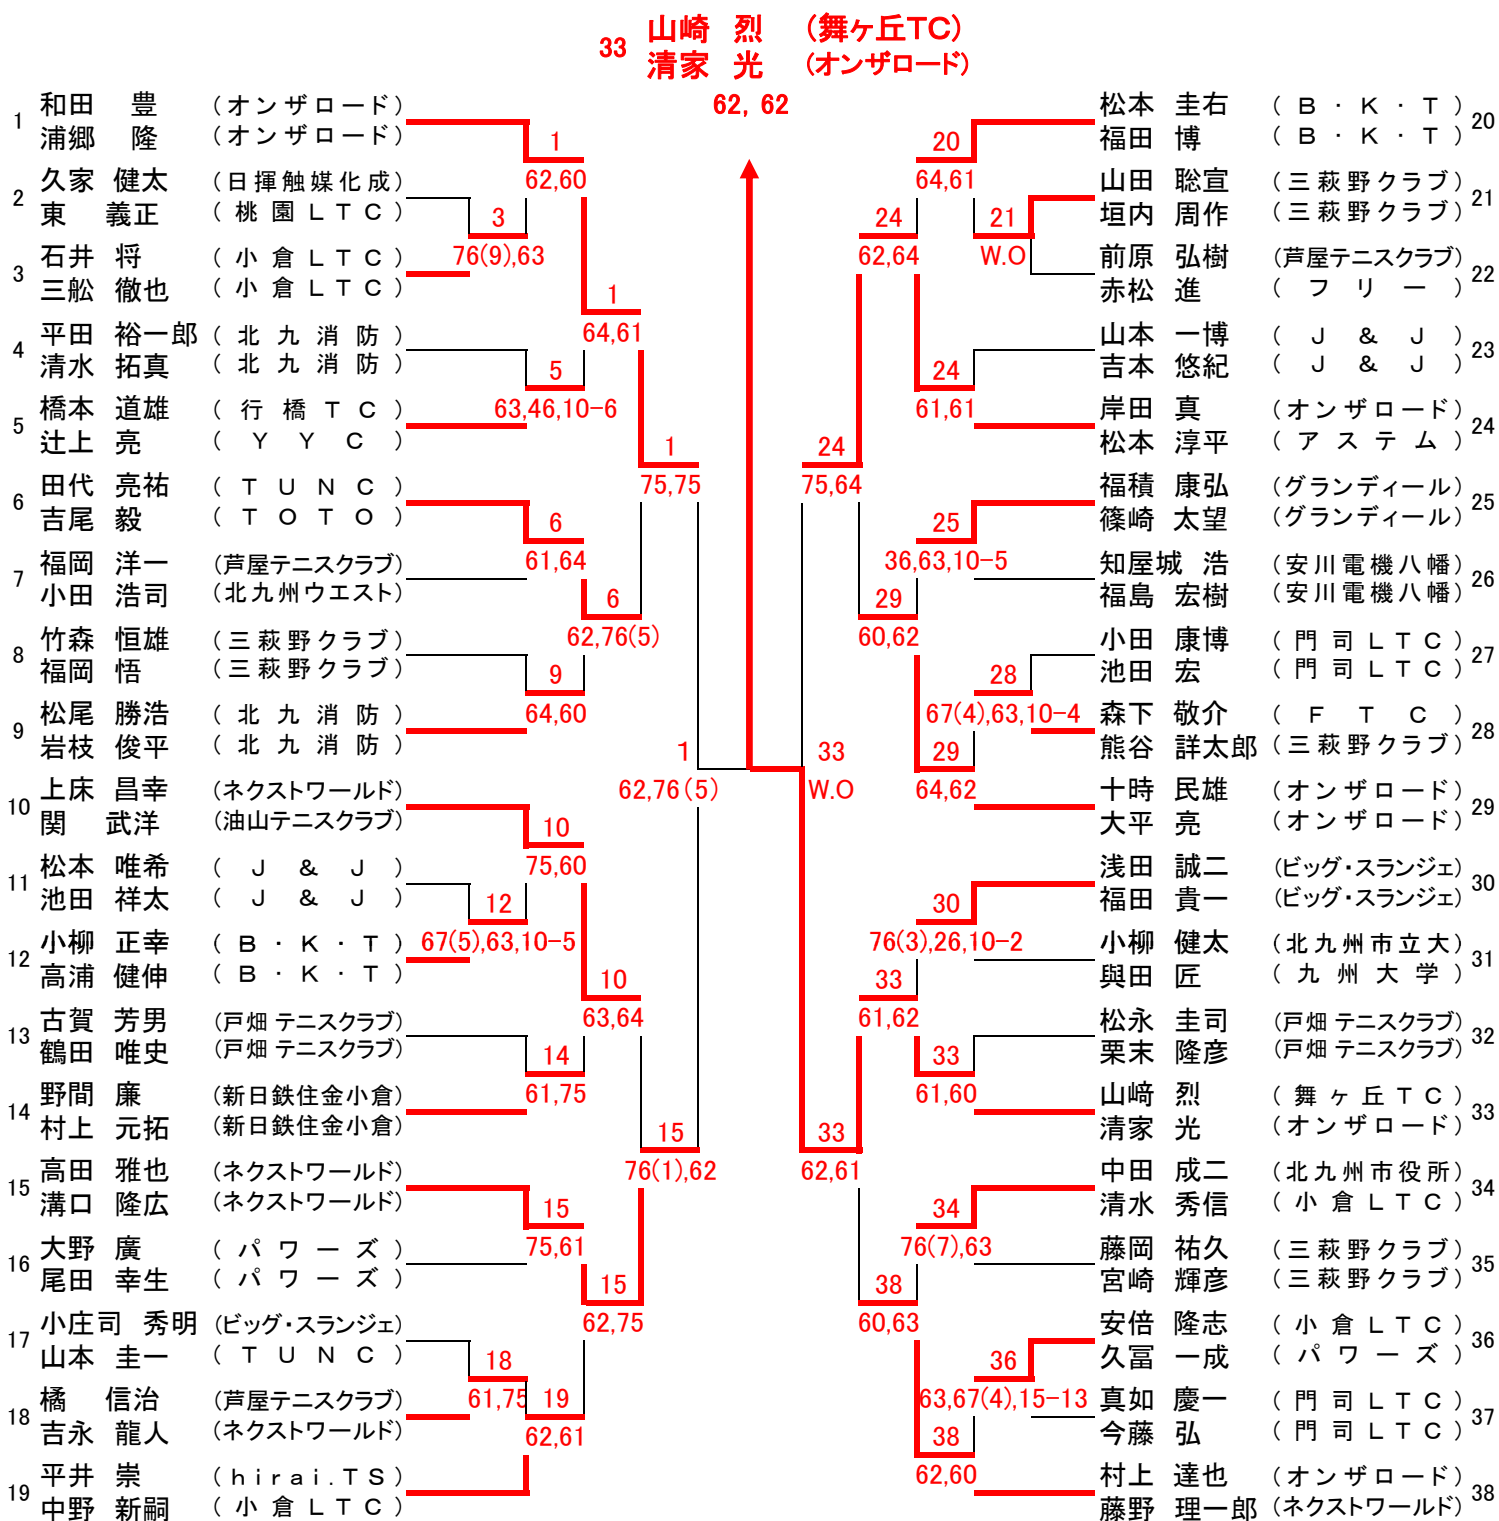 33 山崎 烈 (舞ヶ丘TC)
清家 光 (オンザロード)
62, 62
1 和田 豊 (オンザロード)
浦郷 隆 (オンザロード)
2 久家 健太 (日揮触媒化成)
東 義正 (桃園LTC)
3 石井 将 (小倉LTC)
三舩 徹也 (小倉LTC)
4 平田 裕一郎 (北九消防)
清水 拓真 (北九消防)
5 橋本 道雄 (行橋TC)
辻上 亮 (YYC)
6 田代 亮祐 (TUNC)
吉尾 毅 (TOTO)
7 福岡 洋一 (芦屋テニスクラブ)
小田 浩司 (北九州ウエスト)
8 竹森 恒雄 (三萩野クラブ)
福岡 悟 (三萩野クラブ)
9 松尾 勝浩 (北九消防)
岩枝 俊平 (北九消防)
10 上床 昌幸 (ネクストワールド)
関 武洋 (油山テニスクラブ)
11 松本 唯希 (J&J)
池田 祥太 (J&J)
12 小柳 正幸 (B・K・T)
高浦 健伸 (B・K・T)
13 古賀 芳男 (戸畑テニスクラブ)
鶴田 唯史 (戸畑テニスクラブ)
14 野間 廉 (新日鉄住金小倉)
村上 元拓 (新日鉄住金小倉)
15 高田 雅也 (ネクストワールド)
溝口 隆広 (ネクストワールド)
16 大野 廣 (パワーズ)
尾田 幸生 (パワーズ)
17 小庄司 秀明 (ビッグ・スランジェ)
山本 圭一 (TUNC)
18 橘 信治 (芦屋テニスクラブ)
吉永 龍人 (ネクストワールド)
19 平井 崇 (hirai.TS)
中野 新嗣 (小倉LTC)
1
62,60
3
76(9),63
1
64,61
5
63,46,10-6
1
75,75
6
61,64
6
62,76(5)
9
64,60
1
62,76(5)
10
75,60
12
67(5),63,10-5
10
63,64
14
61,75
15
76(1),62
15
75,61
15
62,75
18
61,75
19
62,61
20
64,61
24
62,64
21
W.O
24
61,61
24
75,64
25
36,63,10-5
29
60,62
28
67(4),63,10-4
29
64,62
33
W.O
30
76(3),26,10-2
33
61,62
33
61,60
33
62,61
34
76(7),63
38
60,63
36
63,67(4),15-13
38
62,60
松本 圭右 (B・K・T) 20
福田 博 (B・K・T)
山田 聡宣 (三萩野クラブ) 21
垣内 周作 (三萩野クラブ)
前原 弘樹 (芦屋テニスクラブ) 22
赤松 進 (フリー)
山本 一博 (J&J) 23
吉本 悠紀 (J&J)
岸田 真 (オンザロード) 24
松本 淳平 (アステム)
福積 康弘 (グランディール) 25
篠崎 太望 (グランディール)
知屋城 浩 (安川電機八幡) 26
福島 宏樹 (安川電機八幡)
小田 康博 (門司LTC) 27
池田 宏 (門司LTC)
森下 敬介 (FTC) 28
熊谷 詳太郎 (三萩野クラブ)
十時 民雄 (オンザロード) 29
大平 亮 (オンザロード)
浅田 誠二 (ビッグ・スランジェ) 30
福田 貴一 (ビッグ・スランジェ)
小柳 健太 (北九州市立大) 31
與田 匠 (九州大学)
松永 圭司 (戸畑テニスクラブ) 32
栗末 隆彦 (戸畑テニスクラブ)
山﨑 烈 (舞ヶ丘TC) 33
清家 光 (オンザロード)
中田 成二 (北九州市役所) 34
清水 秀信 (小倉LTC)
藤岡 祐久 (三萩野クラブ) 35
宮崎 輝彦 (三萩野クラブ)
安倍 隆志 (小倉LTC) 36
久冨 一成 (パワーズ)
真如 慶一 (門司LTC) 37
今藤 弘 (門司LTC)
村上 達也 (オンザロード) 38
藤野 理一郎 (ネクストワールド)